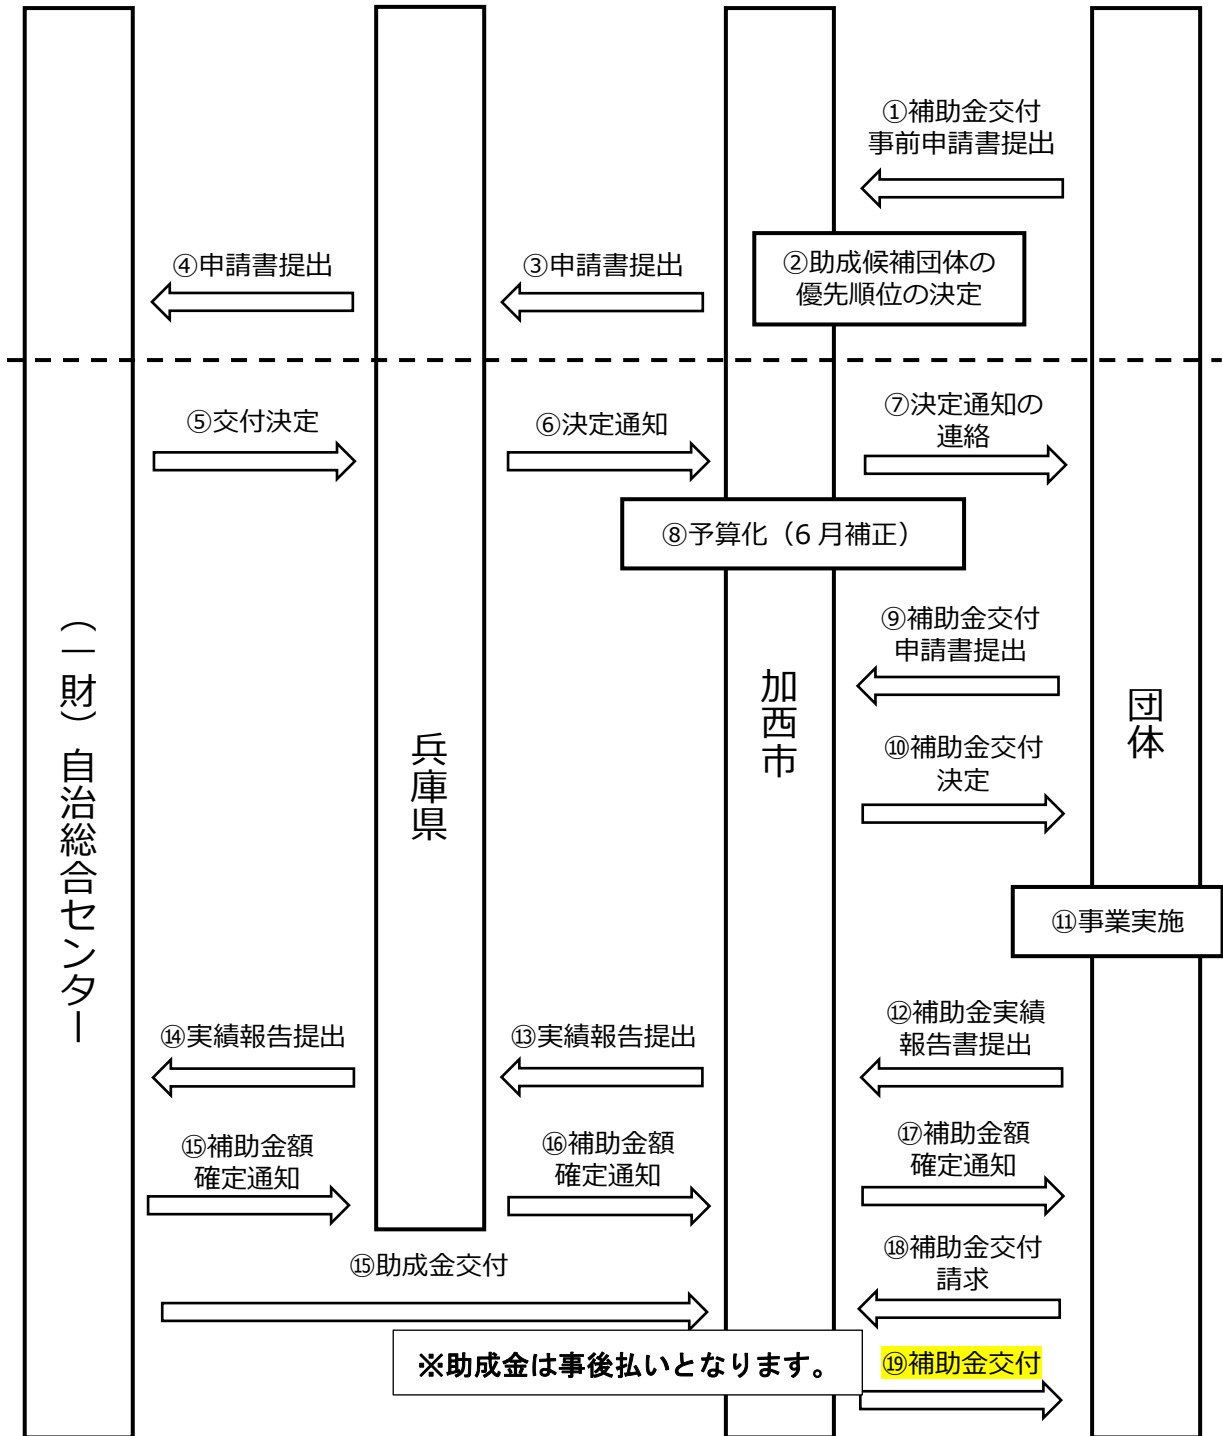 ①補助金交付
事前申請書提出
②助成候補団体の
優先順位の決定
③申請書提出
④申請書提出
⑤交付決定
⑥決定通知
⑦決定通知の
連絡
⑧予算化（6月補正）
⑨補助金交付
申請書提出
⑩補助金交付
決定
（一財）自治総合センター
兵庫県
加西市
団体
⑪事業実施
⑫補助金実績
報告書提出
⑬実績報告提出
⑭実績報告提出
⑮補助金額
確定通知
⑯補助金額
確定通知
⑰補助金額
確定通知
⑮助成金交付
⑱補助金交付
請求
※助成金は事後払いとなります。
⑲補助金交付